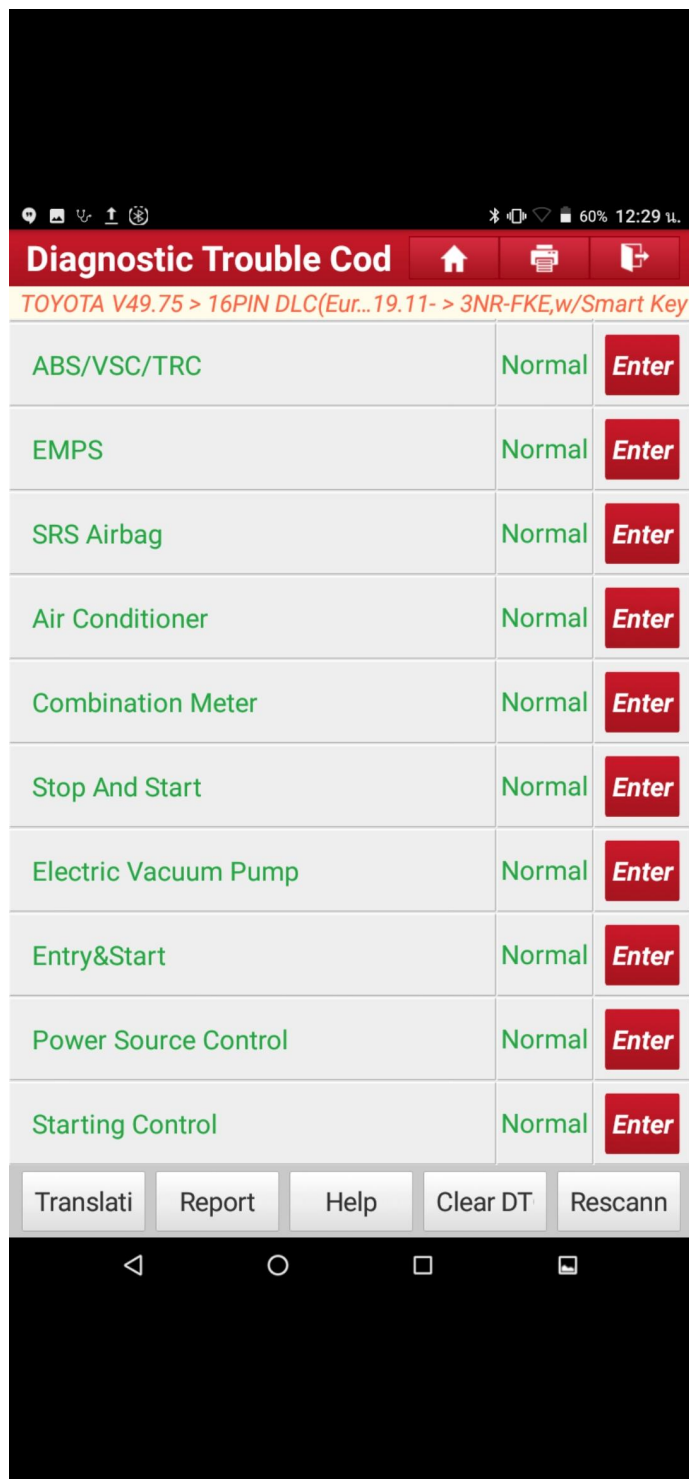 60% 12:29 น.
Diagnostic Trouble Cod
TOYOTA V49.75 > 16PIN DLC(Eur...19.11- > 3NR-FKE,w/Smart Key
ABS/VSC/TRC Normal Enter
EMPS Normal Enter
SRS Airbag Normal Enter
Air Conditioner Normal Enter
Combination Meter Normal Enter
Stop And Start Normal Enter
Electric Vacuum Pump Normal Enter
Entry&Start Normal Enter
Power Source Control Normal Enter
Starting Control Normal Enter
Translati Report Help Clear DT Rescann